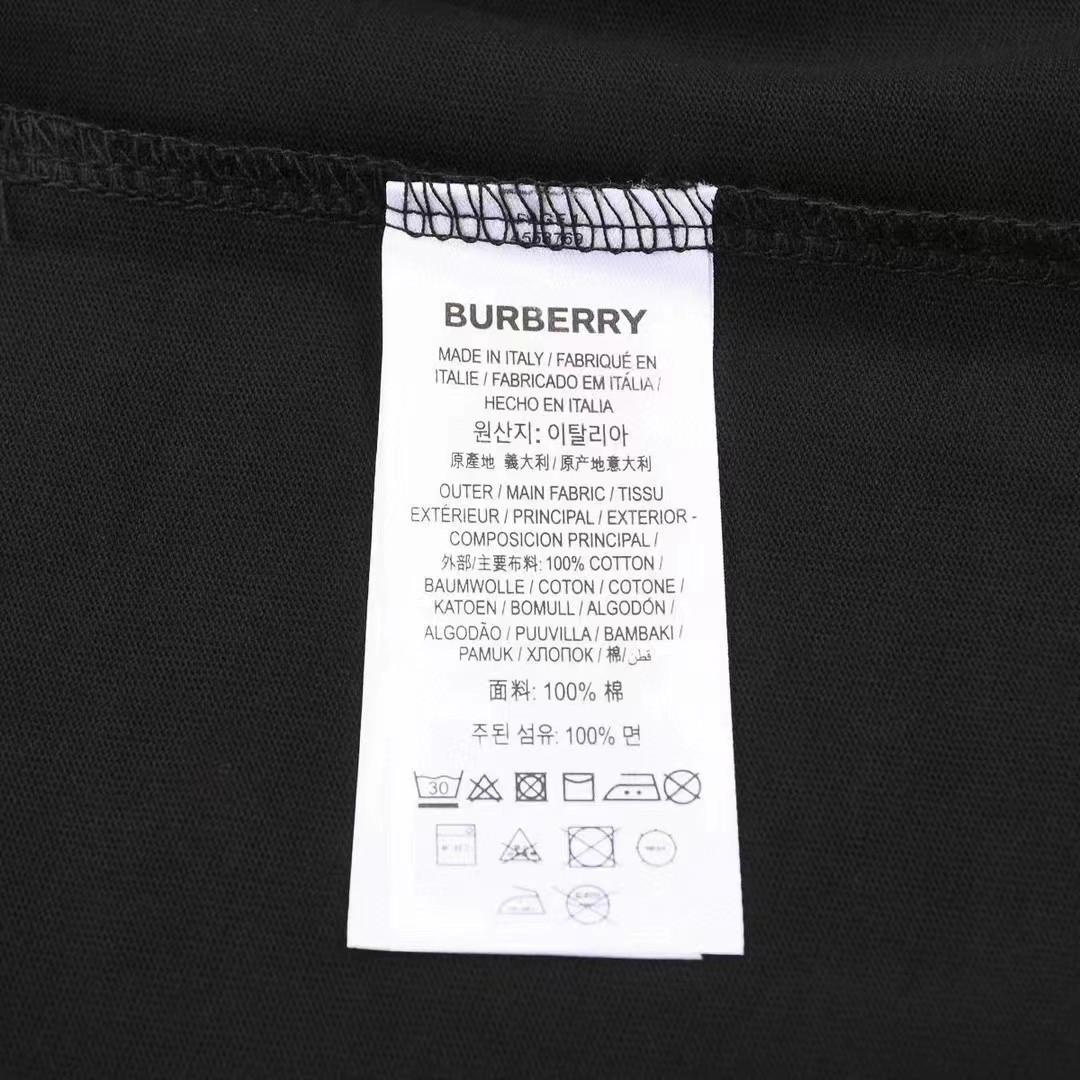 BURBERRY
MADE IN ITALY / FABRIQUÉ EN
ITALIE / FABRICADO EM ITÁLIA /
HECHO EN ITALIA
원산지: 이탈리아
原產地 義大利 / 原产地意大利
OUTER / MAIN FABRIC / TISSU
EXTÉRIEUR / PRINCIPAL / EXTERIOR -
COMPOSICION PRINCIPAL /
外部/主要布料: 100% COTTON /
BAUMWOLLE / COTON / COTONE /
KATOEN / BOMULL / ALGODÓN /
ALGODÃO / PUUVILLA / BAMBAKI /
PAMUK / ХЛОПОК / 棉/قطن
面料: 100% 棉
주된 섬유: 100% 면
30